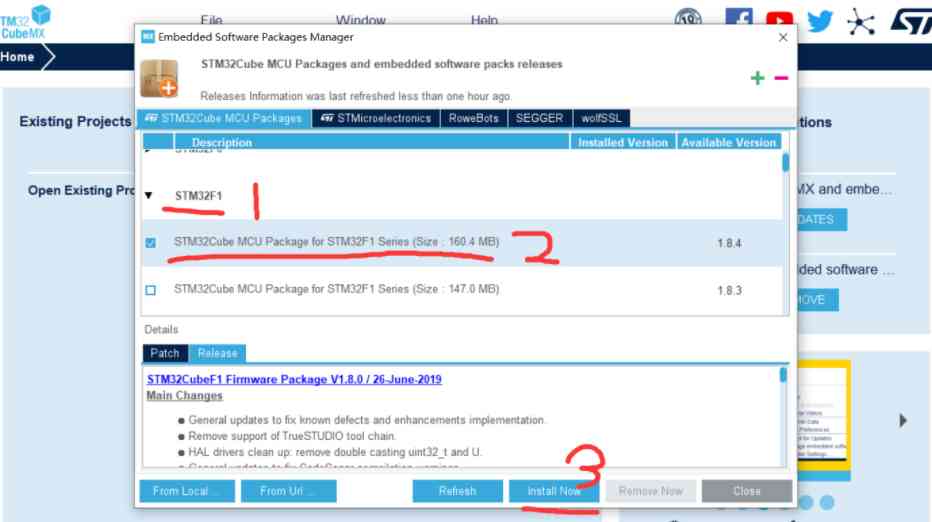 TM32
CubeMX
File Window Help
Home
MX Embedded Software Packages Manager
STM32Cube MCU Packages and embedded software packs releases
Releases Information was last refreshed less than one hour ago.
STM32Cube MCU Packages STMicroelectronics RoweBots SEGGER wolfSSL
Description Installed Version Available Version
Existing Projects
tions
STM32F1 1
Open Existing Pro
MX and embe...
DATES
STM32Cube MCU Package for STM32F1 Series (Size : 160.4 MB) 2 1.8.4
ded software ...
STM32Cube MCU Package for STM32F1 Series (Size : 147.0 MB) 1.8.3
MOVE
Details
Patch Release
STM32CubeF1 Firmware Package V1.8.0 / 26-June-2019
Main Changes
● General updates to fix known defects and enhancements implementation.
● Remove support of TrueSTUDIO tool chain.
● HAL drivers clean up: remove double casting uint32_t and U.
3
From Local ... From Url ... Refresh Install Now Remove Now Close